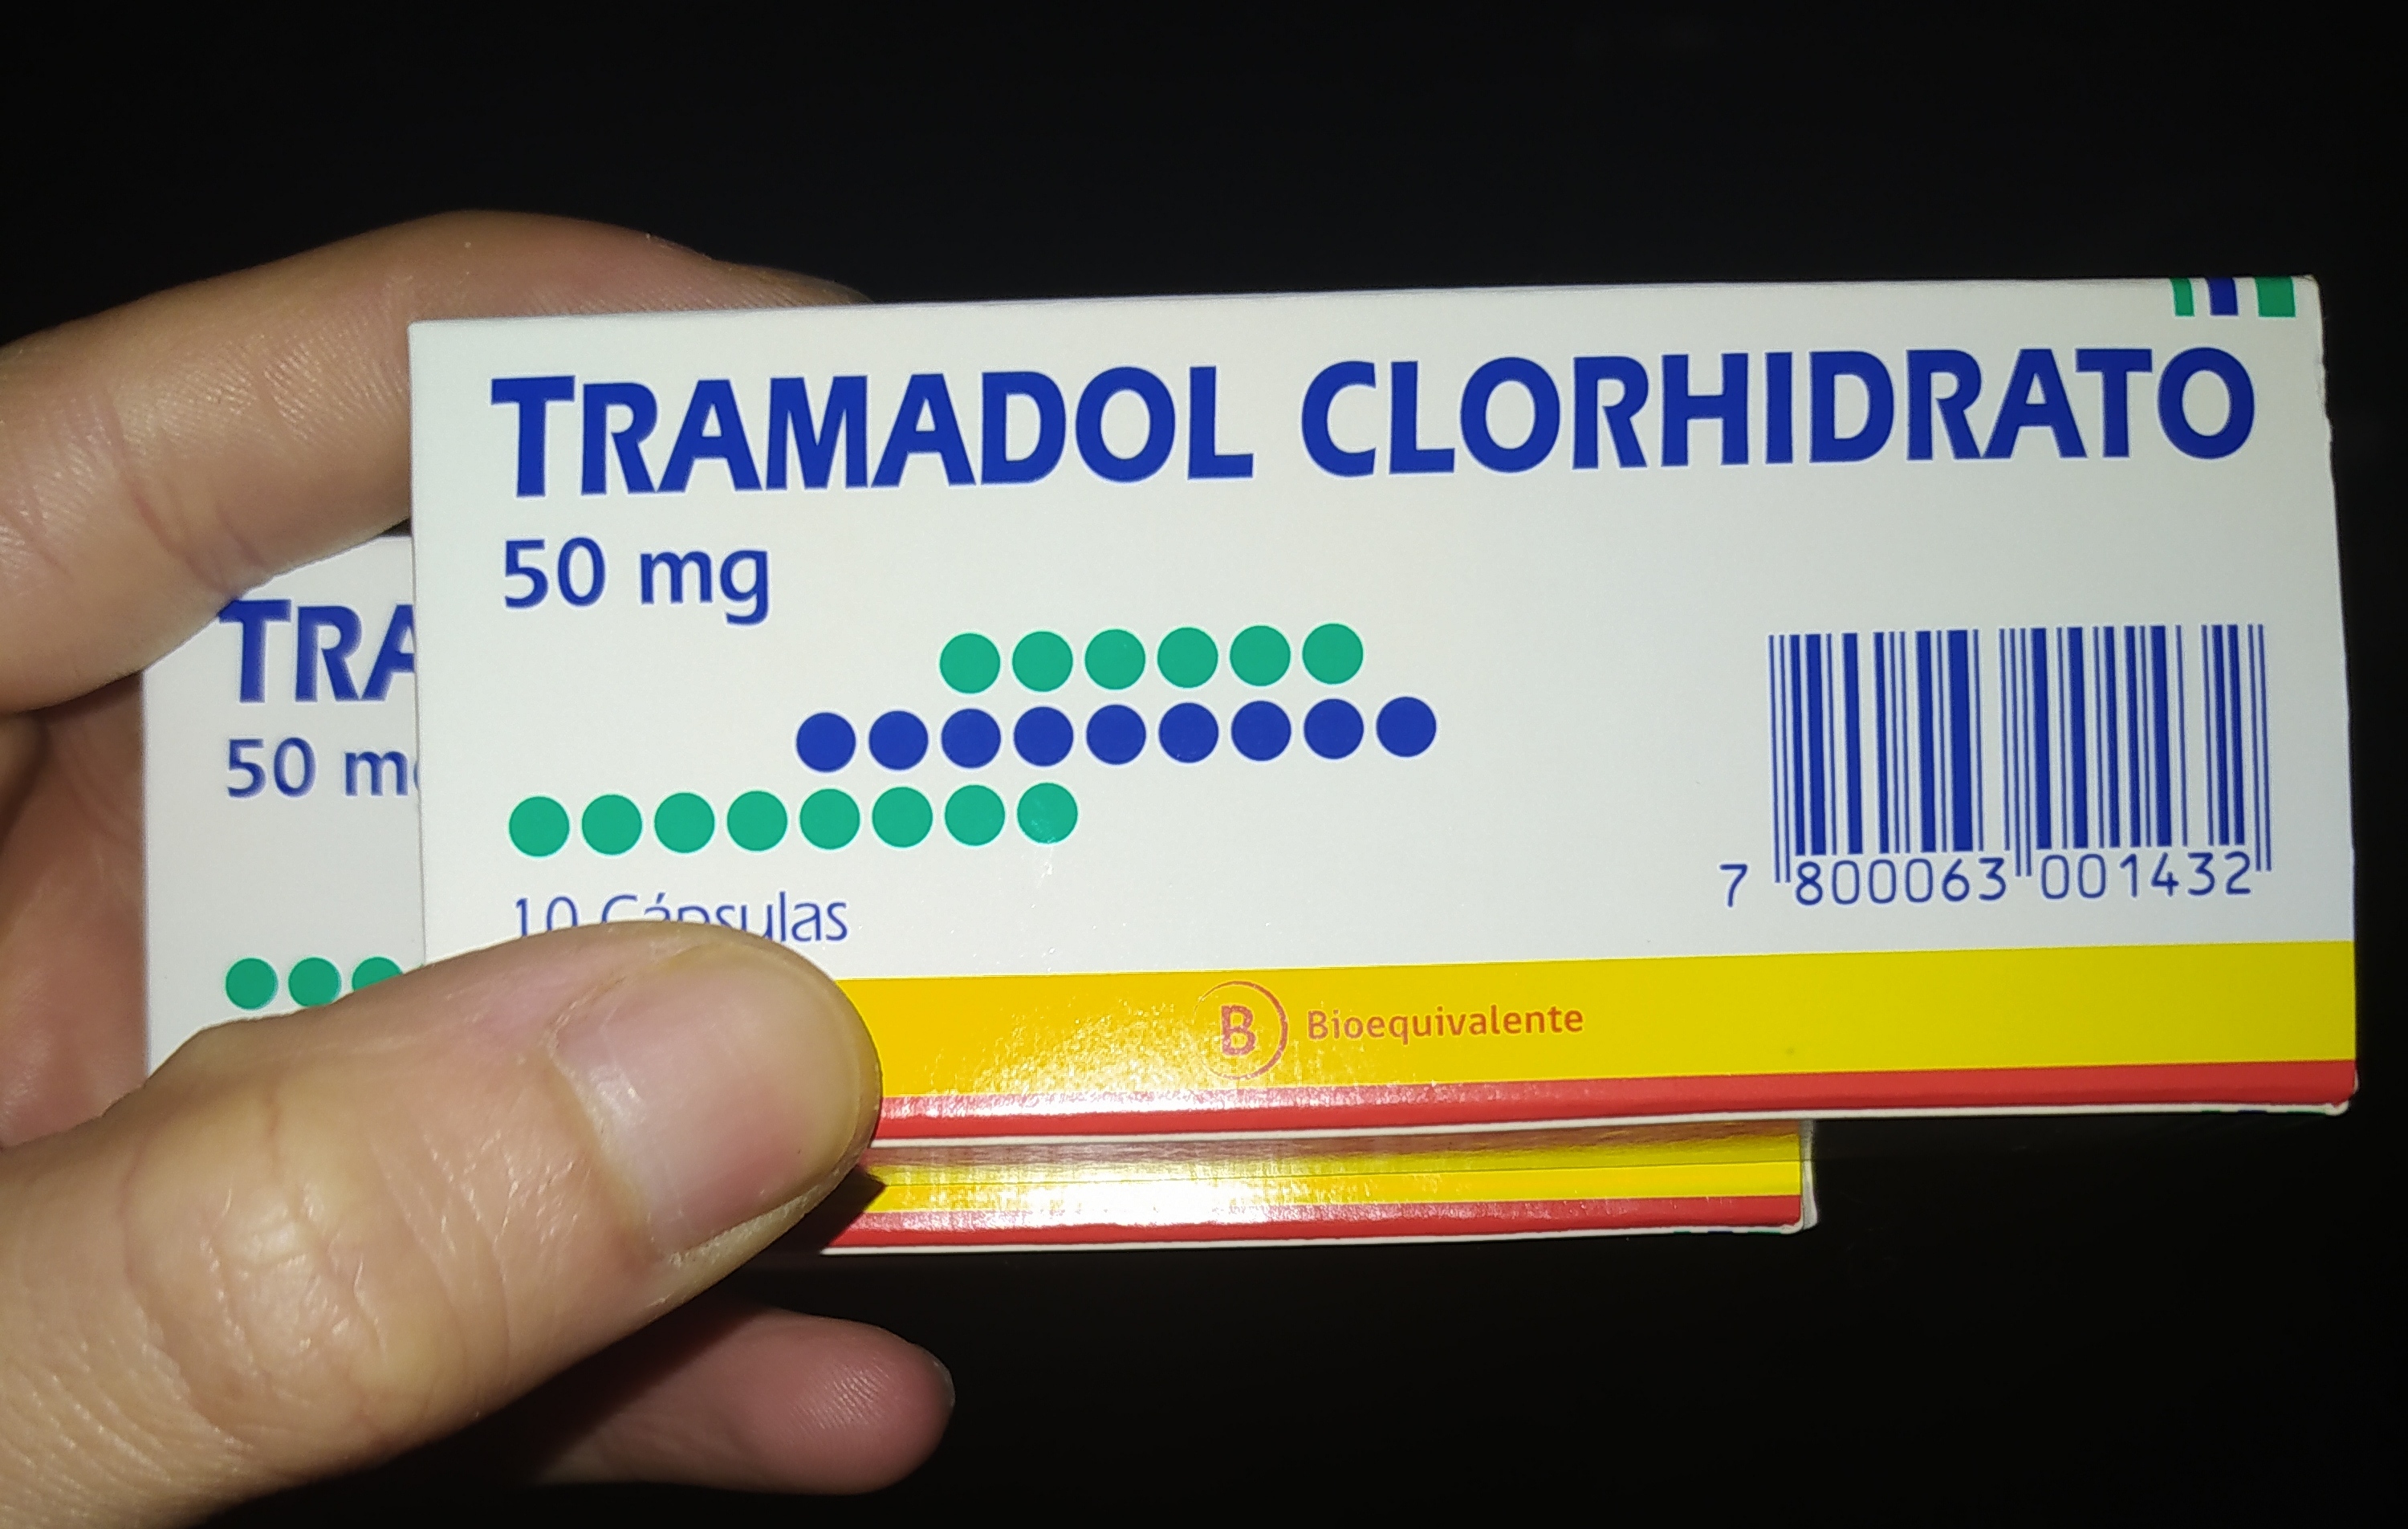 TRAMADOL CLORHIDRATO
50 mg
10 Cápsulas
7 800063 001432
B Bioequivalente
TRA
50 m